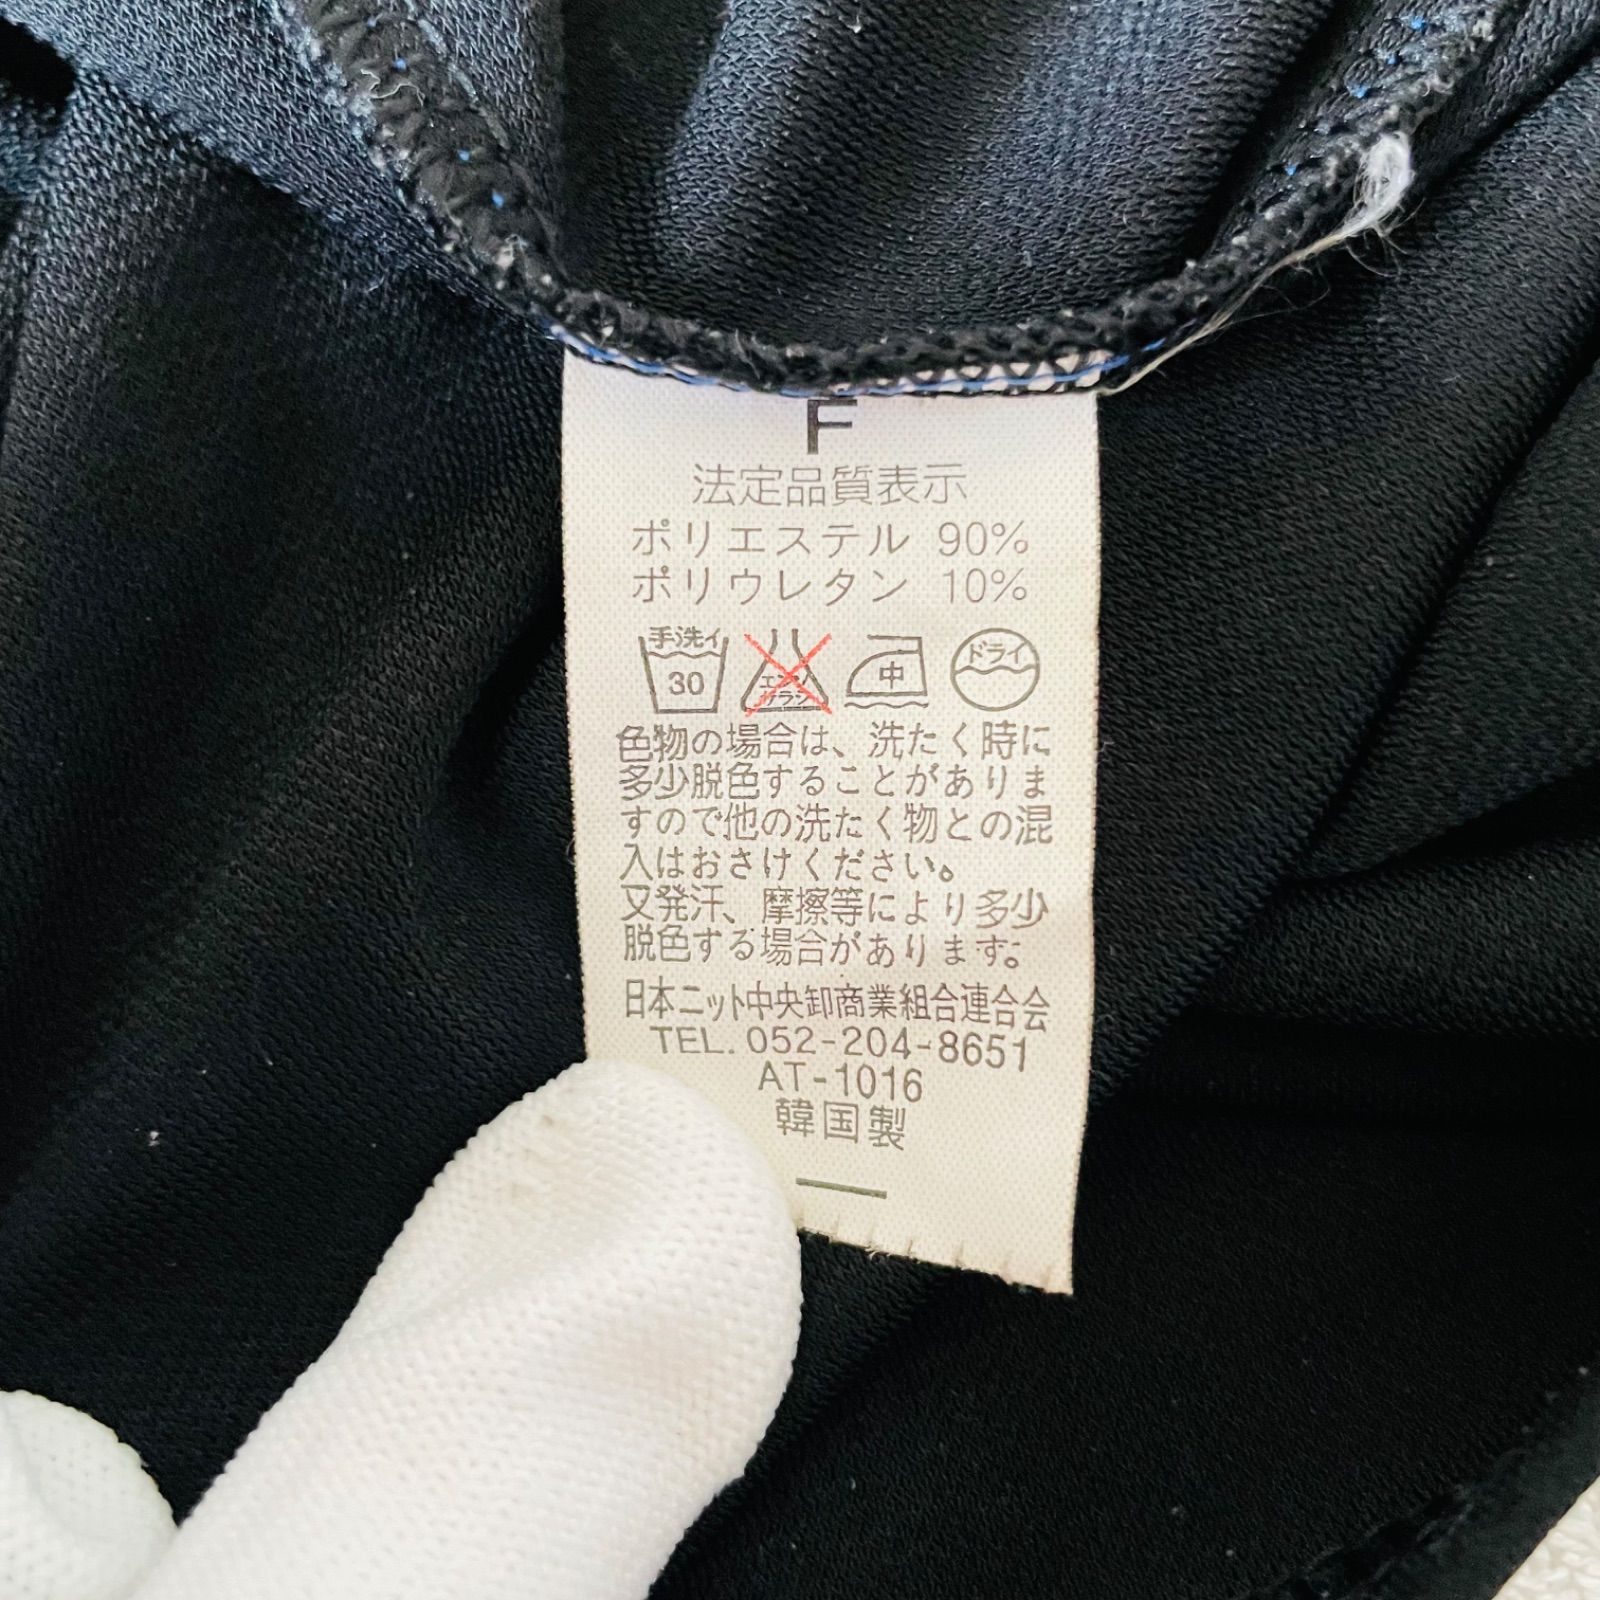 F
法定品質表示
ポリエステル 90%
ポリウレタン 10%
手洗イ 30 エンソサラシ 中 ドライ
色物の場合は、洗たく時に
多少脱色することがありま
すので他の洗たく物との混
入はおさけください。
又発汗、摩擦等により多少
脱色する場合があります。
日本ニット中央卸商業組合連合会
TEL. 052-204-8651
AT-1016
韓国製